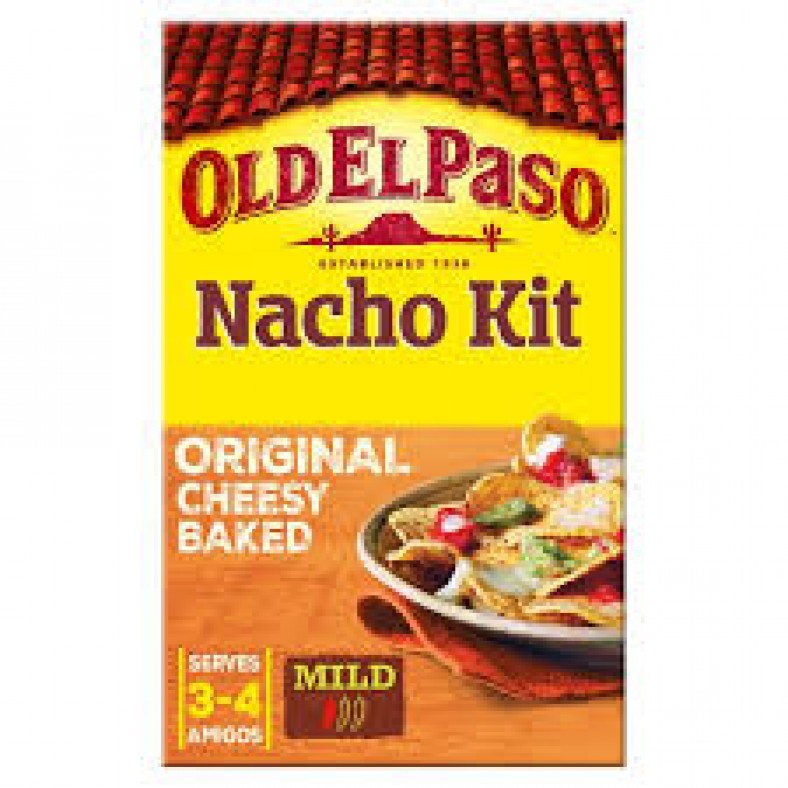 OLD EL PASO
ESTABLISHED 1938
Nacho Kit
ORIGINAL
CHEESY
BAKED
SERVES
3-4
AMIGOS
MILD